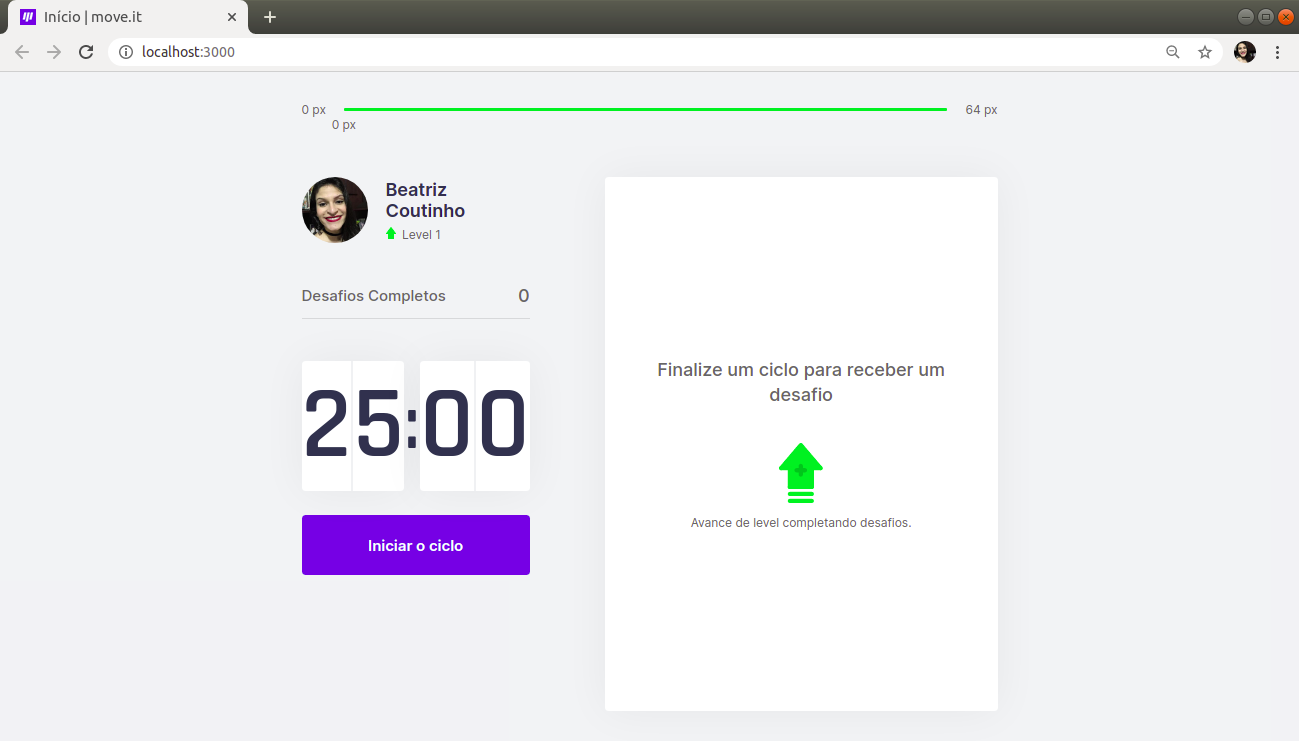 Início | move.it
localhost:3000
0 px
64 px
0 px
Beatriz
Coutinho
Level 1
Desafios Completos 0
25:00
Iniciar o ciclo
Finalize um ciclo para receber um
desafio
Avance de level completando desafios.